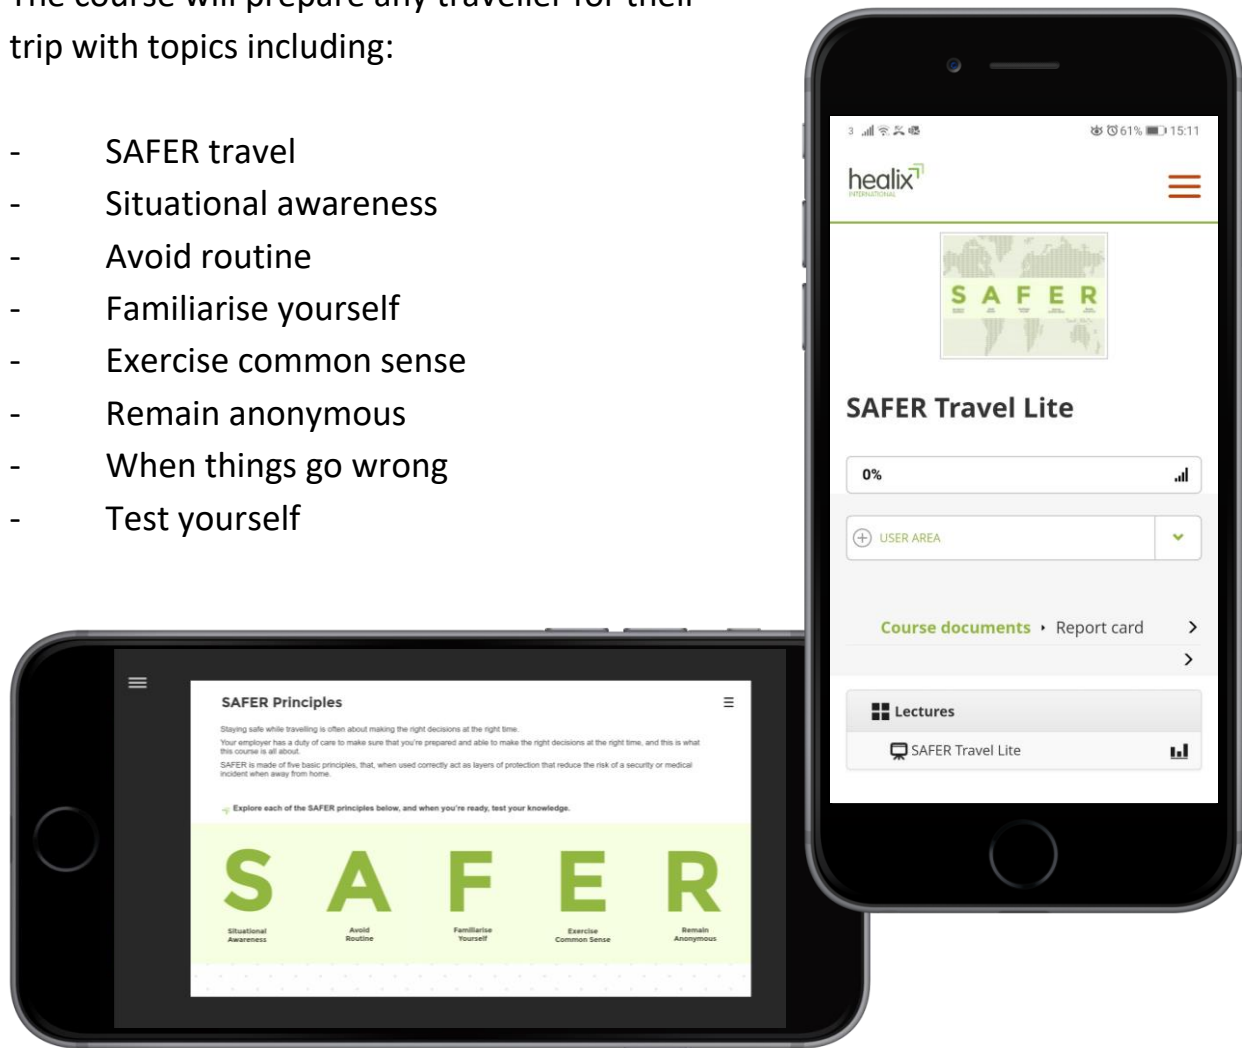 The course will prepare any traveller for their
trip with topics including:
- SAFER travel
- Situational awareness
- Avoid routine
- Familiarise yourself
- Exercise common sense
- Remain anonymous
- When things go wrong
- Test yourself
3 61% 15:11
healix
INTERNATIONAL
S A F E R
SAFER Travel Lite
0%
USER AREA
Course documents • Report card
Lectures
SAFER Travel Lite
SAFER Principles
Staying safe while travelling is often about making the right decisions at the right time.
Your employer has a duty of care to make sure that you're prepared and able to make the right decisions at the right time, and this is what
this course is all about.
SAFER is made of five basic principles, that, when used correctly act as layers of protection that reduce the risk of a security or medical
incident when away from home.
Explore each of the SAFER principles below, and when you're ready, test your knowledge.
S A F E R
Situational Avoid Familiarise Exercise Remain
Awareness Routine Yourself Common Sense Anonymous